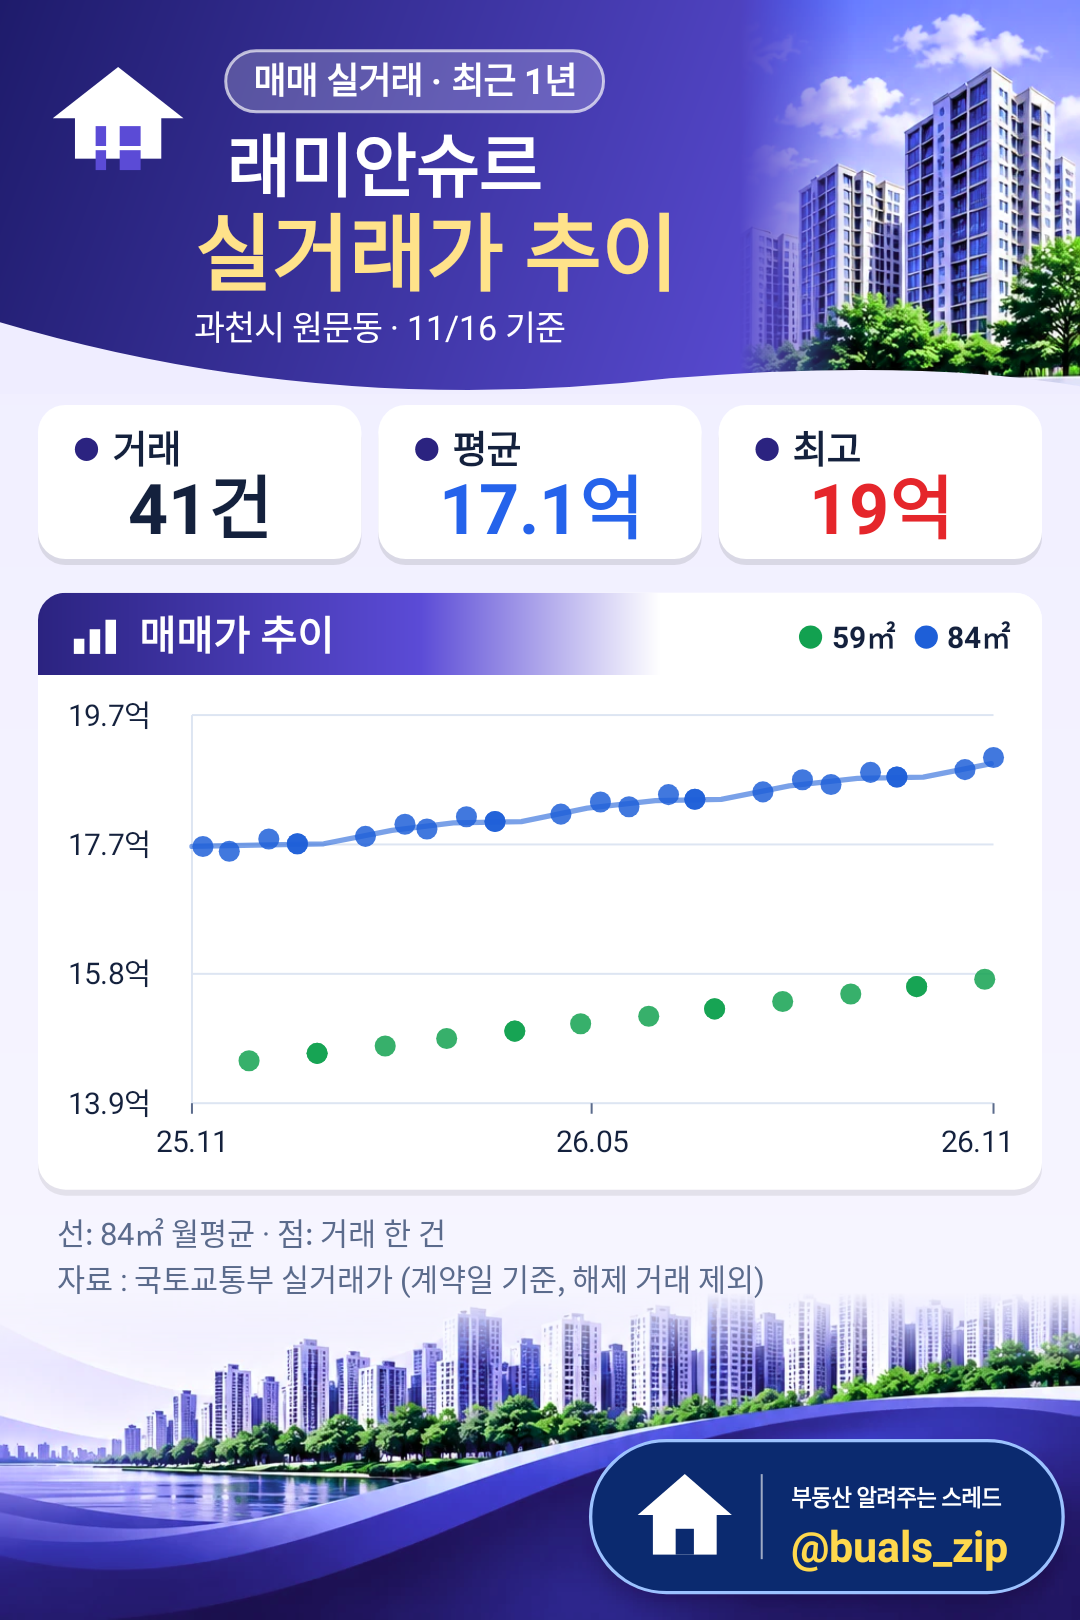 매매 실거래 · 최근 1년
래미안슈르
실거래가 추이
과천시 원문동 · 11/16 기준
거래
41건
평균
17.1억
최고
19억
매매가 추이
59㎡ 84㎡
19.7억
17.7억
15.8억
13.9억
25.11 26.05 26.11
선: 84㎡ 월평균 · 점: 거래 한 건
자료 : 국토교통부 실거래가 (계약일 기준, 해제 거래 제외)
부동산 알려주는 스레드
@buals_zip